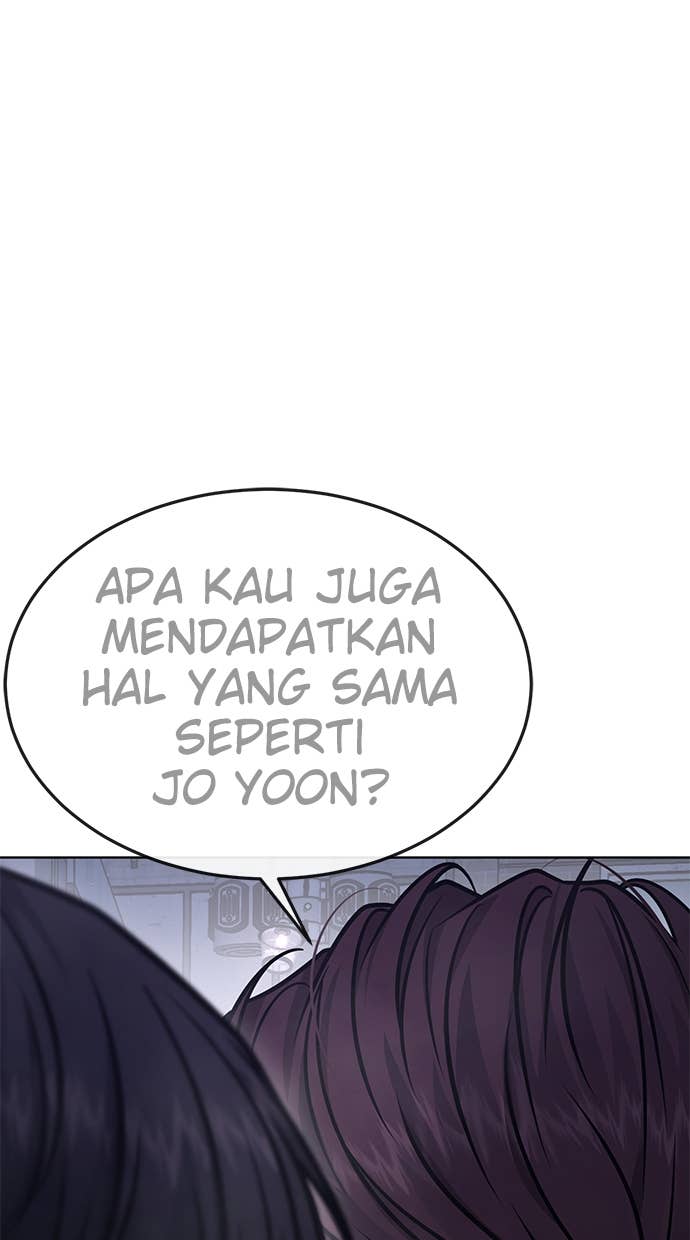 APA KAU JUGA
MENDAPATKAN
HAL YANG SAMA
SEPERTI
JO YOON?